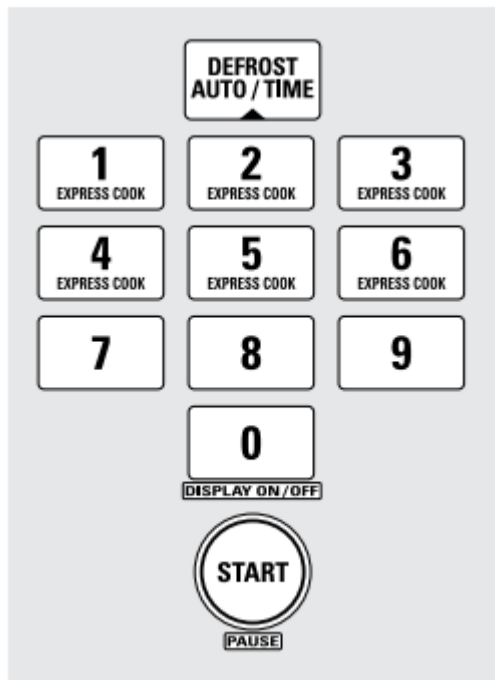 DEFROST
AUTO / TIME
1 2 3
EXPRESS COOK EXPRESS COOK EXPRESS COOK
4 5 6
EXPRESS COOK EXPRESS COOK EXPRESS COOK
7 8 9
0
DISPLAY ON/OFF
START
PAUSE